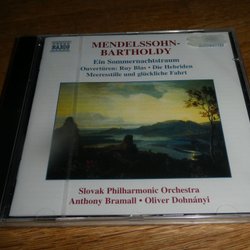 NAXOS
MENDELSSOHN-
BARTHOLDY
Ein Sommernachtstraum
Ouvertüren: Ruy Blas • Die Hebriden
Meeresstille und glückliche Fahrt
Slovak Philharmonic Orchestra
Anthony Bramall • Oliver Dohnányi